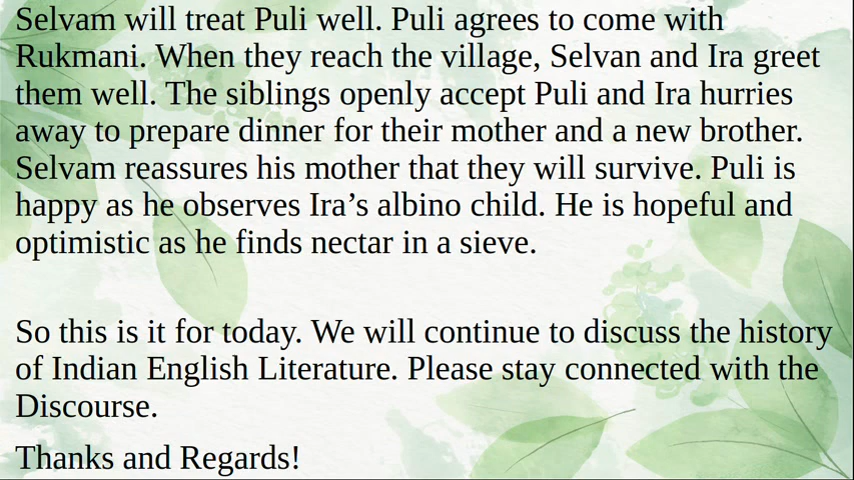 Selvam will treat Puli well. Puli agrees to come with
Rukmani. When they reach the village, Selvan and Ira greet
them well. The siblings openly accept Puli and Ira hurries
away to prepare dinner for their mother and a new brother.
Selvam reassures his mother that they will survive. Puli is
happy as he observes Ira’s albino child. He is hopeful and
optimistic as he finds nectar in a sieve.
So this is it for today. We will continue to discuss the history
of Indian English Literature. Please stay connected with the
Discourse.
Thanks and Regards!